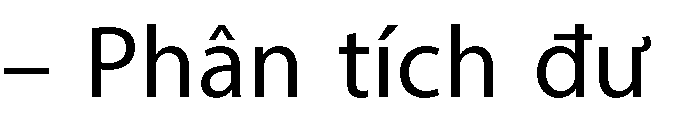 – Phân tích đư